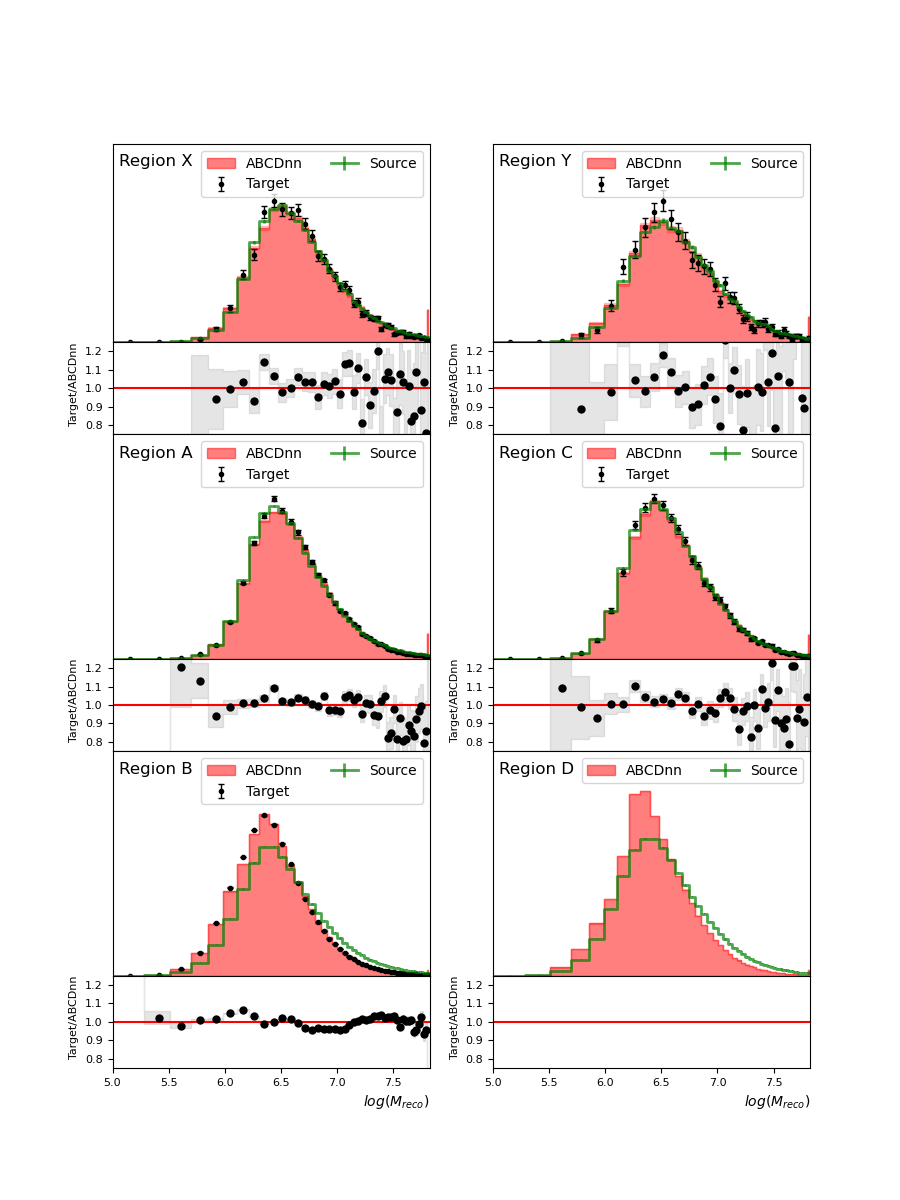 Region X
ABCDnn
Source
Target
Region Y
ABCDnn
Source
Target
Target/ABCDnn
1.2
1.1
1.0
0.9
0.8
Target/ABCDnn
1.2
1.1
1.0
0.9
0.8
Region A
ABCDnn
Source
Target
Region C
ABCDnn
Source
Target
Target/ABCDnn
1.2
1.1
1.0
0.9
0.8
Target/ABCDnn
1.2
1.1
1.0
0.9
0.8
Region B
ABCDnn
Source
Target
Region D
ABCDnn
Source
Target/ABCDnn
1.2
1.1
1.0
0.9
0.8
5.0 5.5 6.0 6.5 7.0 7.5
log(M_reco)
Target/ABCDnn
1.2
1.1
1.0
0.9
0.8
5.0 5.5 6.0 6.5 7.0 7.5
log(M_reco)